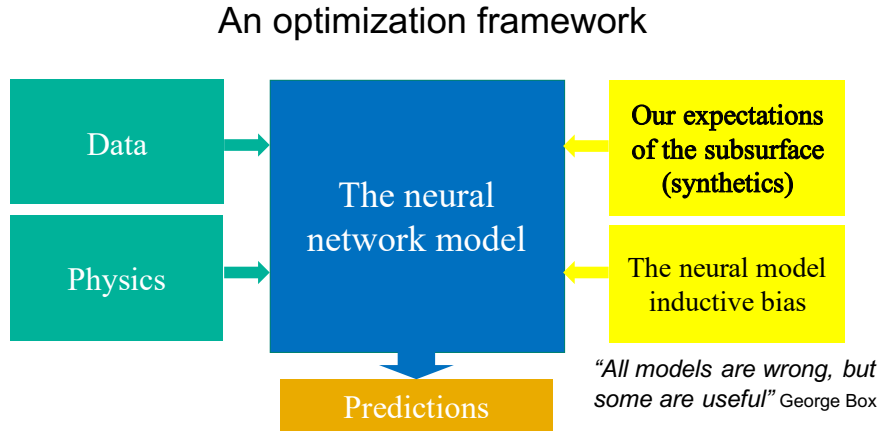 An optimization framework
Data
Physics
The neural
network model
Our expectations
of the subsurface
(synthetics)
The neural model
inductive bias
Predictions
“All models are wrong, but
some are useful” George Box